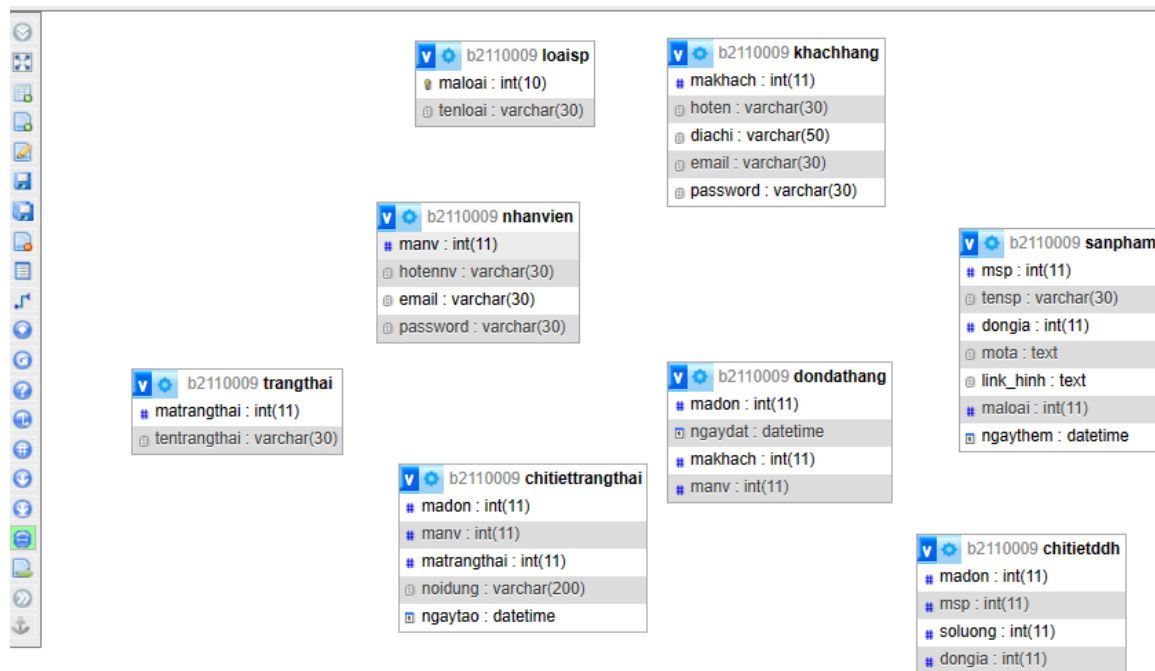 b2110009 loaisp
maloai : int(10)
tenloai : varchar(30)
b2110009 khachhang
makhach : int(11)
hoten : varchar(30)
diachi : varchar(50)
email : varchar(30)
password : varchar(30)
b2110009 nhanvien
manv : int(11)
hotennv : varchar(30)
email : varchar(30)
password : varchar(30)
b2110009 sanpham
msp : int(11)
tensp : varchar(30)
dongia : int(11)
mota : text
link_hinh : text
maloai : int(11)
ngaythem : datetime
b2110009 trangthai
matrangthai : int(11)
tentrangthai : varchar(30)
b2110009 dondathang
madon : int(11)
ngaydat : datetime
makhach : int(11)
manv : int(11)
b2110009 chitiettrangthai
madon : int(11)
manv : int(11)
matrangthai : int(11)
noidung : varchar(200)
ngaytao : datetime
b2110009 chitietddh
madon : int(11)
msp : int(11)
soluong : int(11)
dongia : int(11)